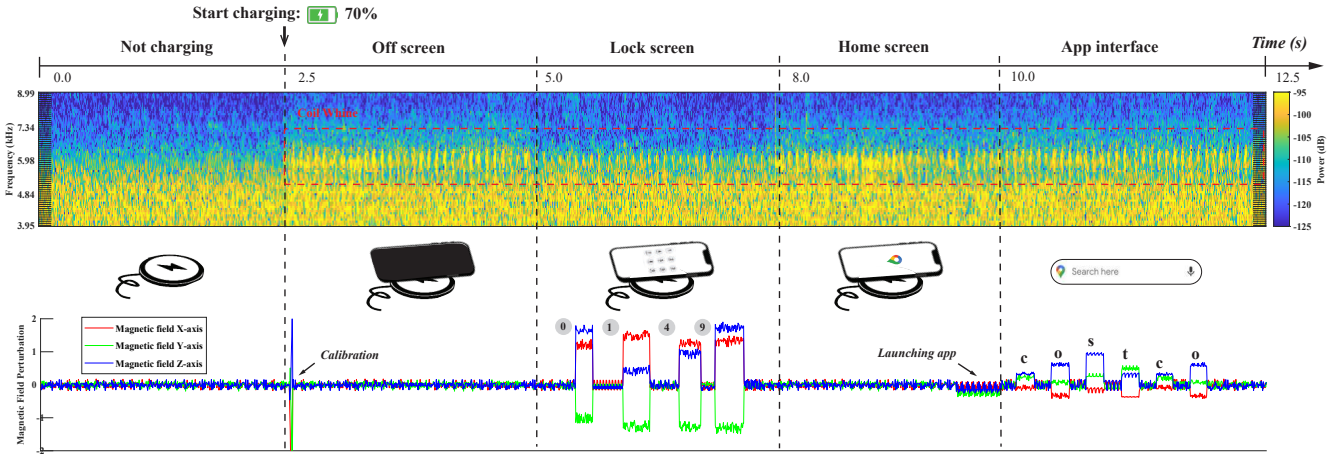 Start charging: 70%
Not charging Off screen Lock screen Home screen App interface Time (s)
0.0 2.5 5.0 8.0 10.0 12.5
8.99
7.34
5.98
4.84
3.95
Frequency (kHz)
Coil Whine
-95
-100
-105
-110
-115
-120
-125
Power (dB)
Search here
2
1
0
-1
-2
Magnetic Field Perturbation
Magnetic field X-axis
Magnetic field Y-axis
Magnetic field Z-axis
Calibration
0 1 4 9
Launching app
c o s t c o